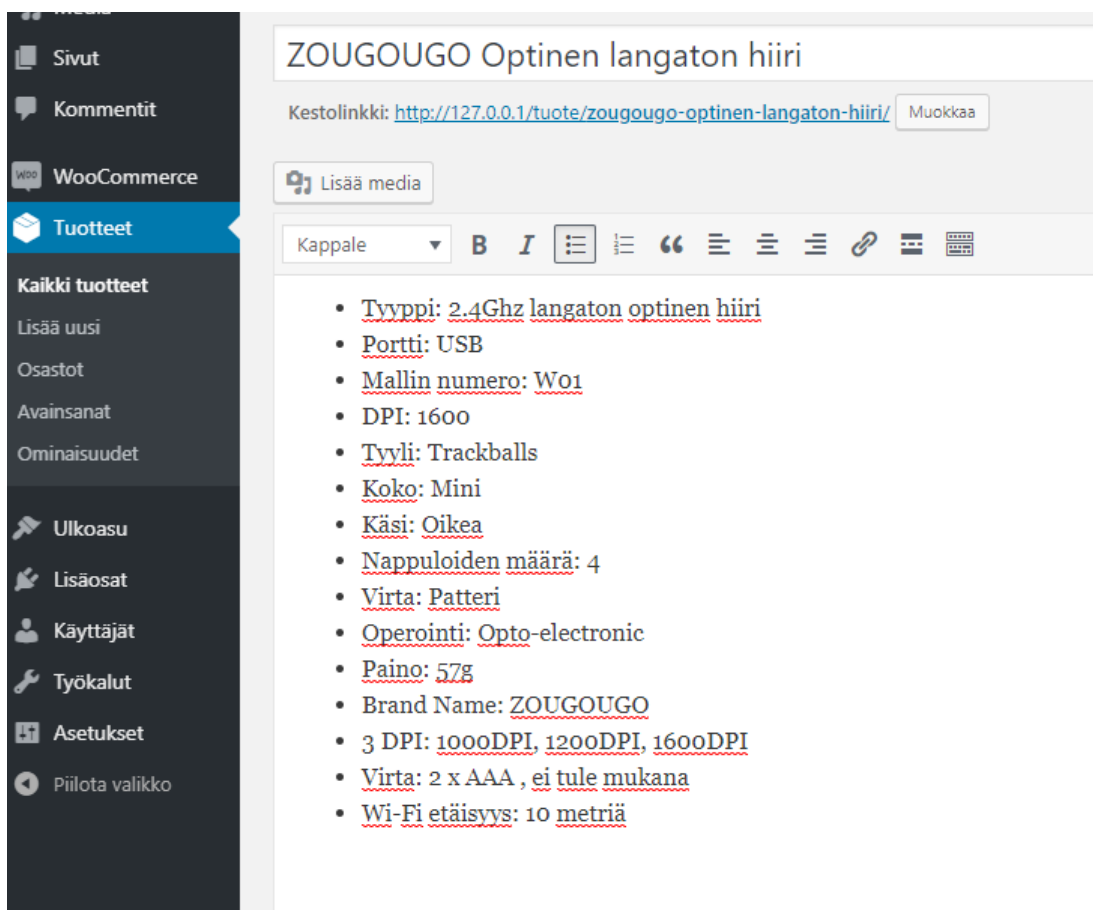 Media
Sivut
Kommentit
Woo WooCommerce
Tuotteet
Kaikki tuotteet
Lisää uusi
Osastot
Avainsanat
Ominaisuudet
Ulkoasu
Lisäosat
Käyttäjät
Työkalut
Asetukset
Piilota valikko
ZOUGOUGO Optinen langaton hiiri
Kestolinkki: http://127.0.0.1/tuote/zougougo-optinen-langaton-hiiri/ Muokkaa
Lisää media
Kappale B I
• Tyyppi: 2.4Ghz langaton optinen hiiri
• Portti: USB
• Mallin numero: W01
• DPI: 1600
• Tyyli: Trackballs
• Koko: Mini
• Käsi: Oikea
• Nappuloiden määrä: 4
• Virta: Patteri
• Operointi: Opto-electronic
• Paino: 57g
• Brand Name: ZOUGOUGO
• 3 DPI: 1000DPI, 1200DPI, 1600DPI
• Virta: 2 x AAA , ei tule mukana
• Wi-Fi etäisyys: 10 metriä